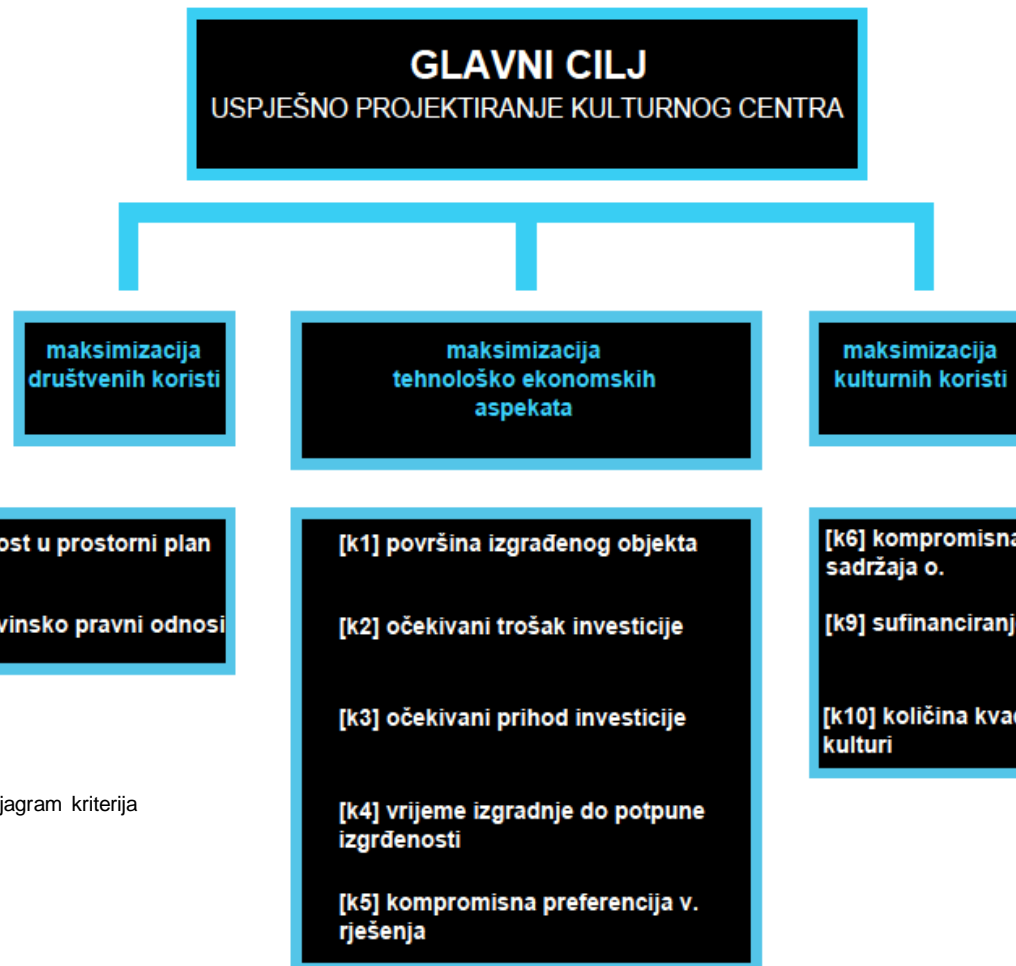 GLAVNI CILJ
USPJEŠNO PROJEKTIRANJE KULTURNOG CENTRA
maksimizacija
društvenih koristi
maksimizacija
tehnološko ekonomskih
aspekata
maksimizacija
kulturnih koristi
ost u prostorni plan
vinsko pravni odnosi
[k1] površina izgrađenog objekta
[k2] očekivani trošak investicije
[k3] očekivani prihod investicije
[k4] vrijeme izgradnje do potpune
izgrđenosti
[k5] kompromisna preferencija v.
rješenja
[k6] kompromisna
sadržaja o.
[k9] sufinanciranj
[k10] količina kva
kulturi
jagram kriterija